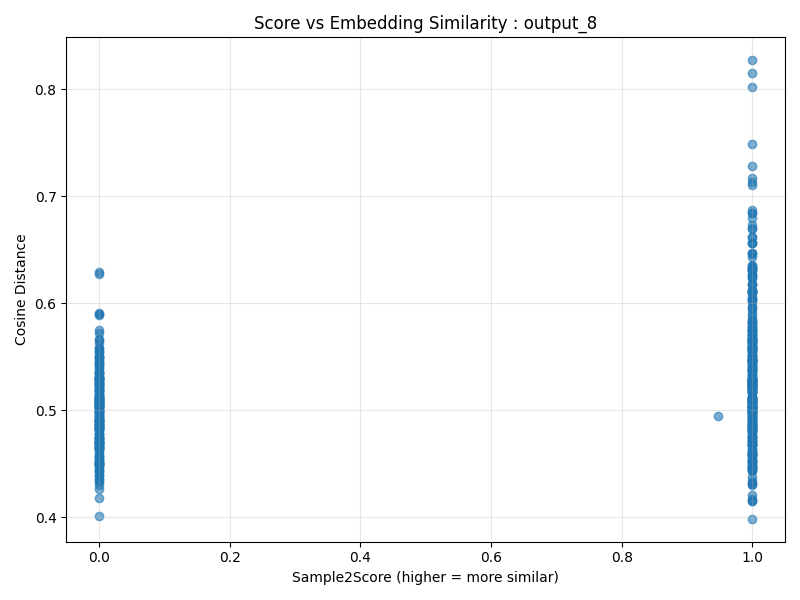 Score vs Embedding Similarity : output_8
Cosine Distance
0.8
0.7
0.6
0.5
0.4
0.0 0.2 0.4 0.6 0.8 1.0
Sample2Score (higher = more similar)